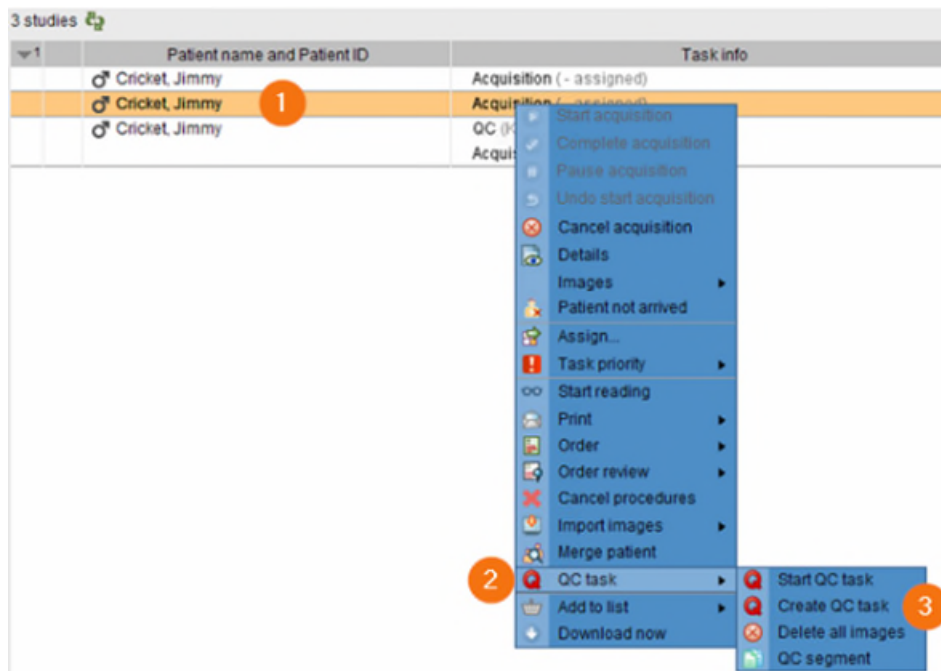 3 studies
1 Patient name and Patient ID Task info
Cricket, Jimmy Acquisition ( - assigned)
Cricket, Jimmy 1 Acquisition ( - assigned)
Cricket, Jimmy QC (
Acquis
Start acquisition
Complete acquisition
Pause acquisition
Undo start acquisition
Cancel acquisition
Details
Images
Patient not arrived
Assign...
Task priority
Start reading
Print
Order
Order review
Cancel procedures
Import images
Merge patient
2 QC task
Add to list
Download now
Start QC task
Create QC task 3
Delete all images
QC segment